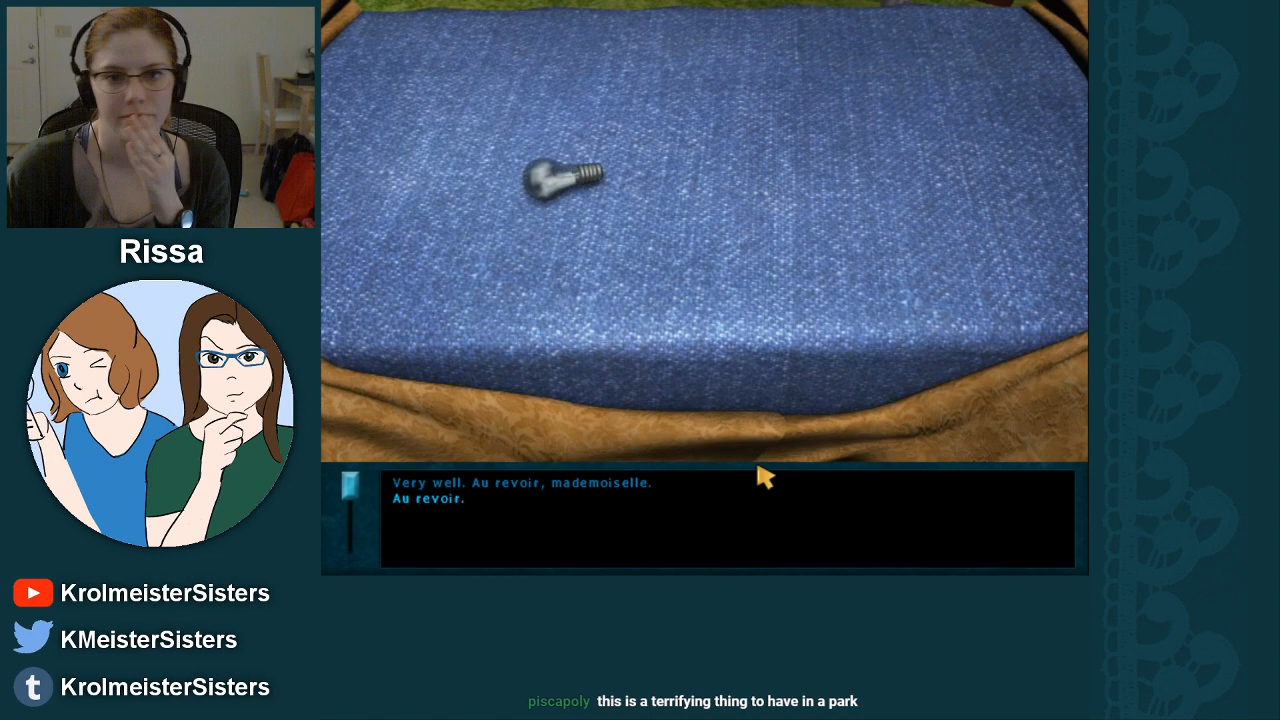 Rissa
KrolmeisterSisters
KMeisterSisters
KrolmeisterSisters
Very well. Au revoir, mademoiselle.
Au revoir.
piscapoly this is a terrifying thing to have in a park